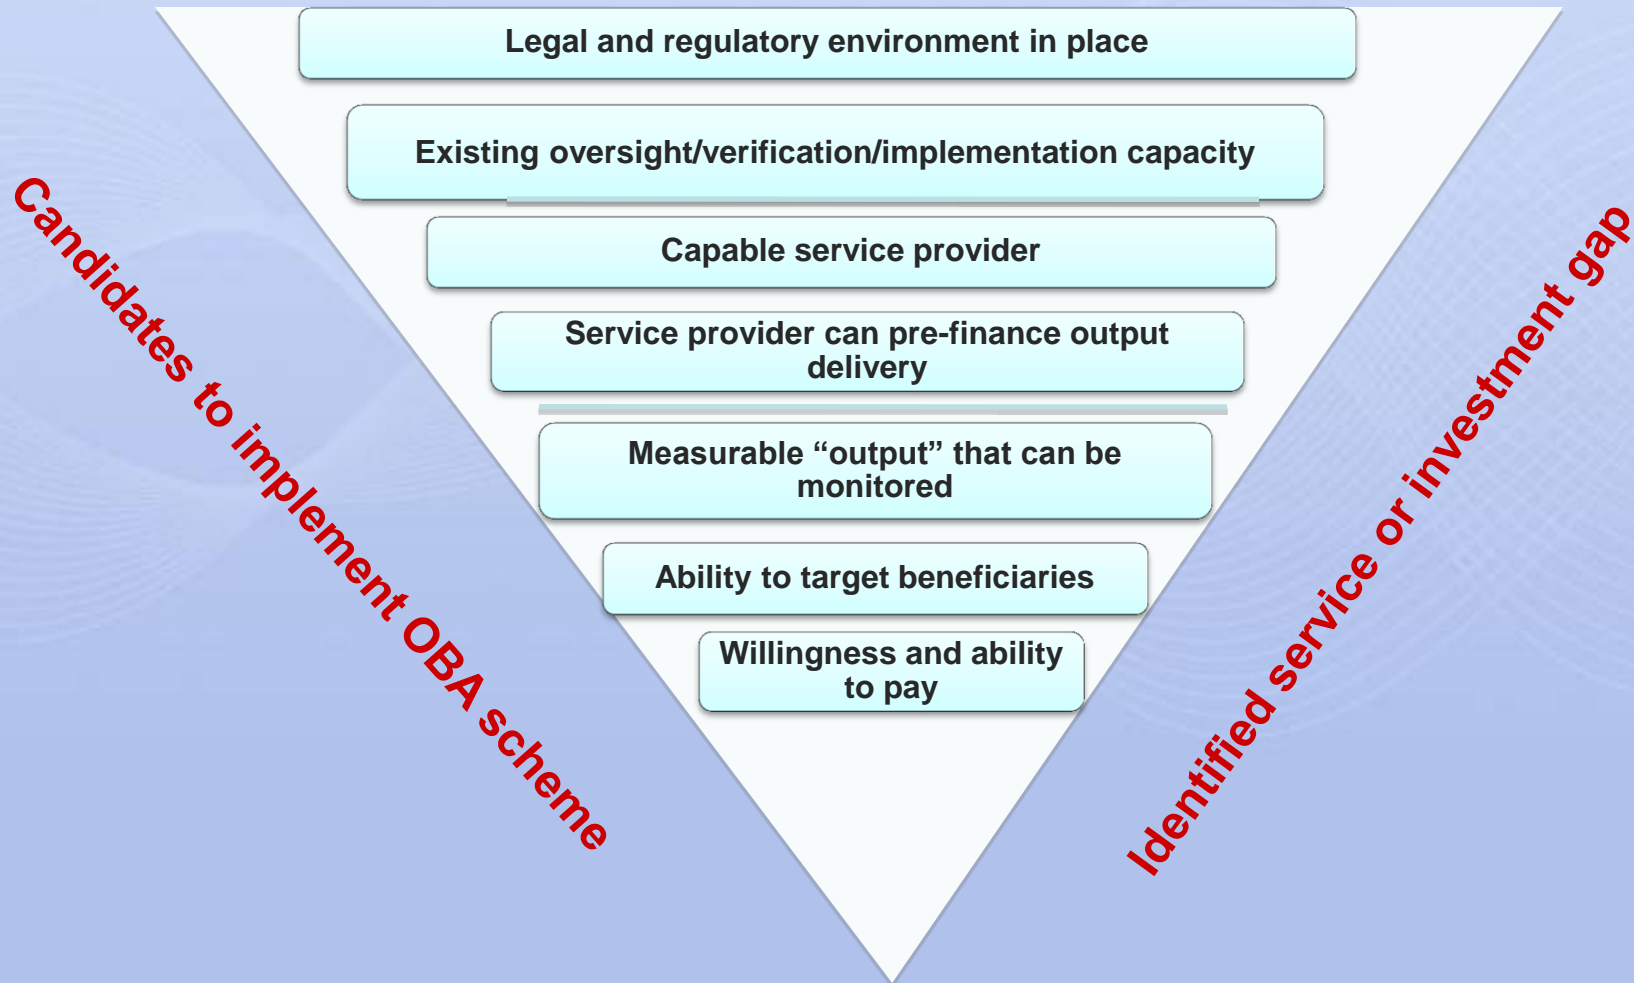 Legal and regulatory environment in place
Existing oversight/verification/implementation capacity
Capable service provider
Service provider can pre-finance output
delivery
Measurable “output” that can be
monitored
Ability to target beneficiaries
Willingness and ability
to pay
Candidates to implement OBA scheme
Identified service or investment gap